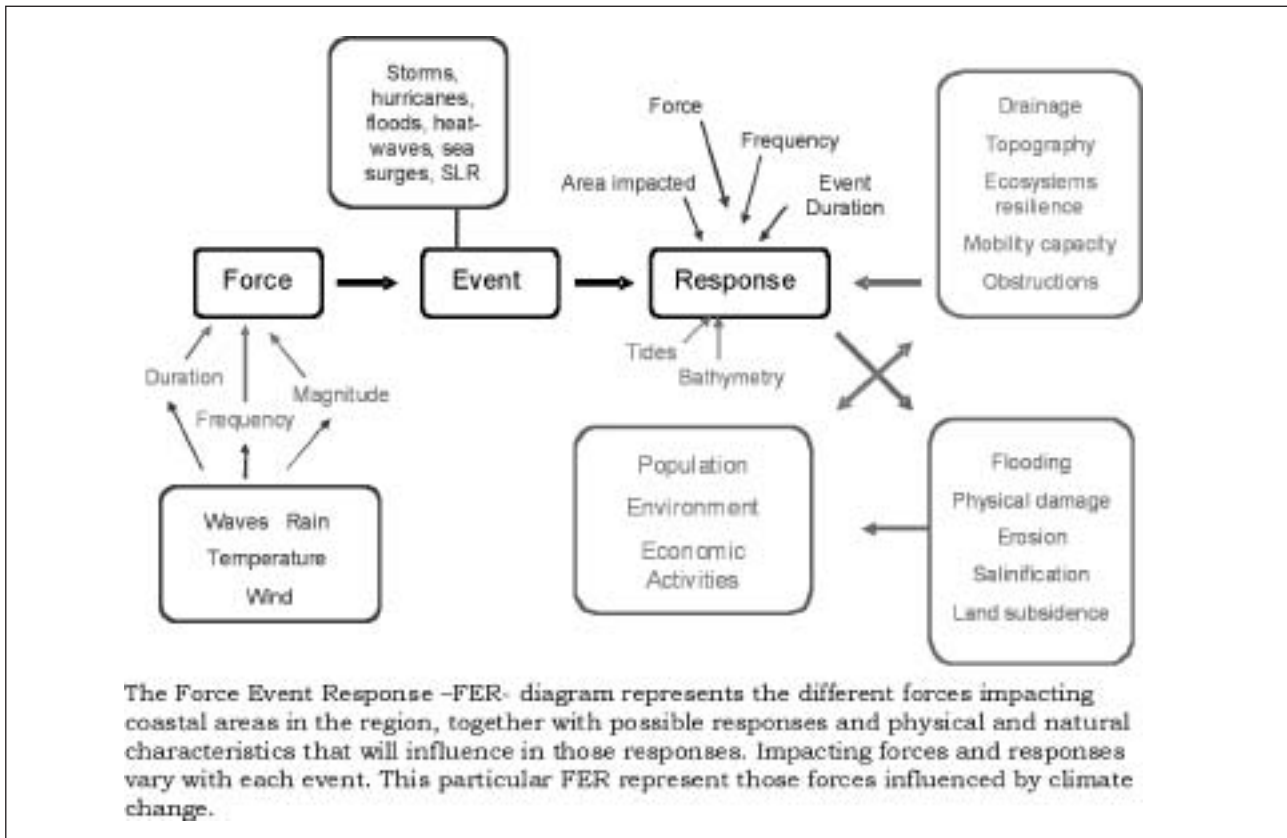 Storms,
hurricanes,
floods, heat-
waves, sea
surges, SLR
Force
Frequency
Area impacted
Event
Duration
Drainage
Topography
Ecosystems
resilience
Mobility capacity
Obstructions
Force
Event
Response
Duration
Frequency
Magnitude
Tides
Bathymetry
Waves Rain
Temperature
Wind
Population
Environment
Economic
Activities
Flooding
Physical damage
Erosion
Salinification
Land subsidence
The Force Event Response –FER- diagram represents the different forces impacting
coastal areas in the region, together with possible responses and physical and natural
characteristics that will influence in those responses. Impacting forces and responses
vary with each event. This particular FER represent those forces influenced by climate
change.